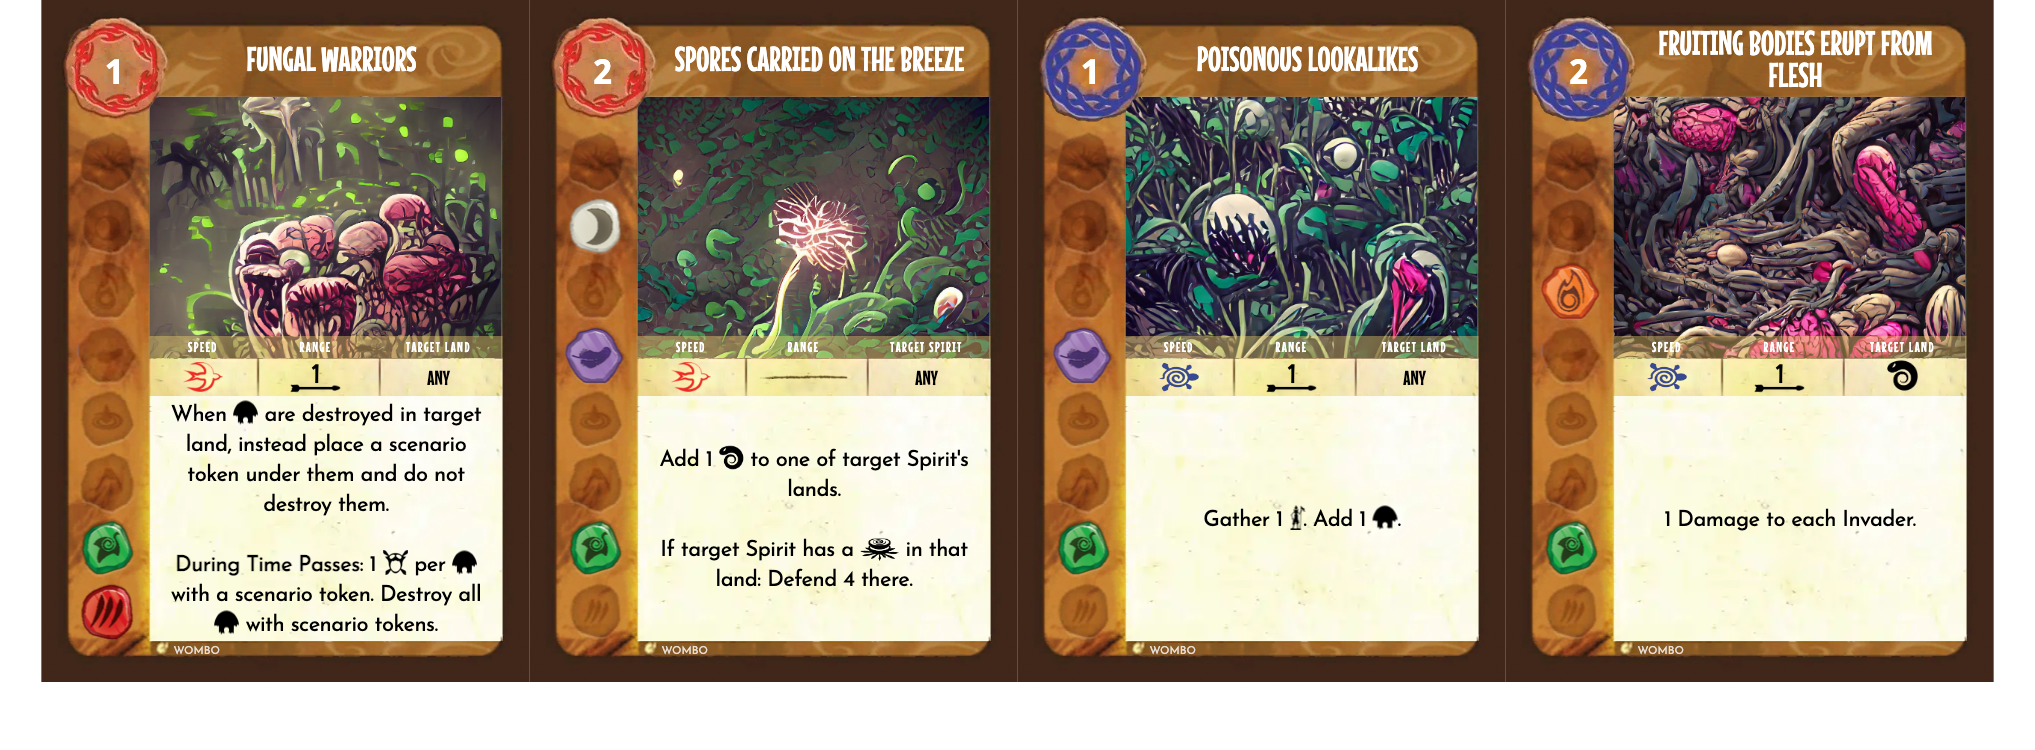 1
FUNGAL WARRIORS
SPEED RANGE TARGET LAND
1 ANY
When are destroyed in target
land, instead place a scenario
token under them and do not
destroy them.
During Time Passes: 1 per
with a scenario token. Destroy all
with scenario tokens.
WOMBO
2
SPORES CARRIED ON THE BREEZE
SPEED RANGE TARGET SPIRIT
ANY
Add 1 to one of target Spirit's
lands.
If target Spirit has a in that
land: Defend 4 there.
WOMBO
1
POISONOUS LOOKALIKES
SPEED RANGE TARGET LAND
1 ANY
Gather 1 . Add 1 .
WOMBO
2
FRUITING BODIES ERUPT FROM
FLESH
SPEED RANGE TARGET LAND
1
1 Damage to each Invader.
WOMBO